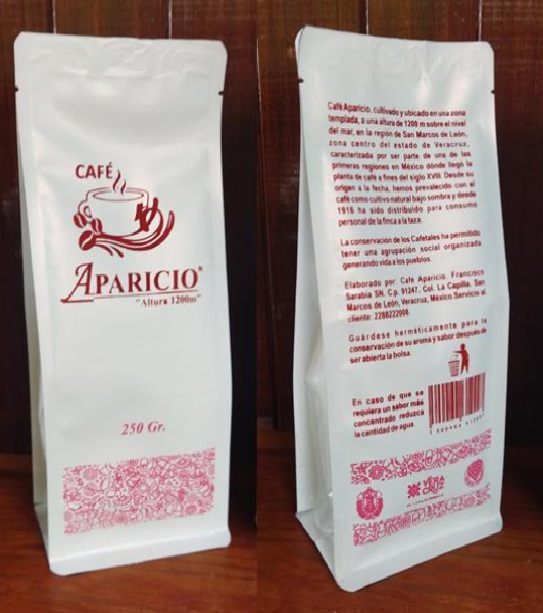 CAFÉ
APARICIO
"Altura 1200m"
250 Gr.
Café Aparicio, cultivado y ubicado en una zona
templada, a una altura de 1200 m sobre el nivel
del mar, en la región de San Marcos de León,
zona centro del estado de Veracruz,
caracterizada por ser parte de una de las
primeras regiones en México dónde llegó la
planta de café a fines del siglo XVIII. Desde su
origen a la fecha, hemos prevalecido con el
café como cultivo natural bajo sombra y desde
1916 ha sido distribuido para consumo
personal de la finca a la taza.
La conservación de los Cafetales ha permitido
tener una agrupación social organizada
generando vida a los pueblos.
Elaborado por Café Aparicio. Francisco
Sarabia SN. C.p. 91247. Col. La Capilla. San
Marcos de León, Veracruz, México. Servicio al
cliente: 2288222008.
Guárdese herméticamente para la
conservación de su aroma y sabor después de
ser abierta la bolsa.
En caso de que se
requiera un sabor más
concentrado reduzca
la cantidad de agua.
VERA
CRUZ